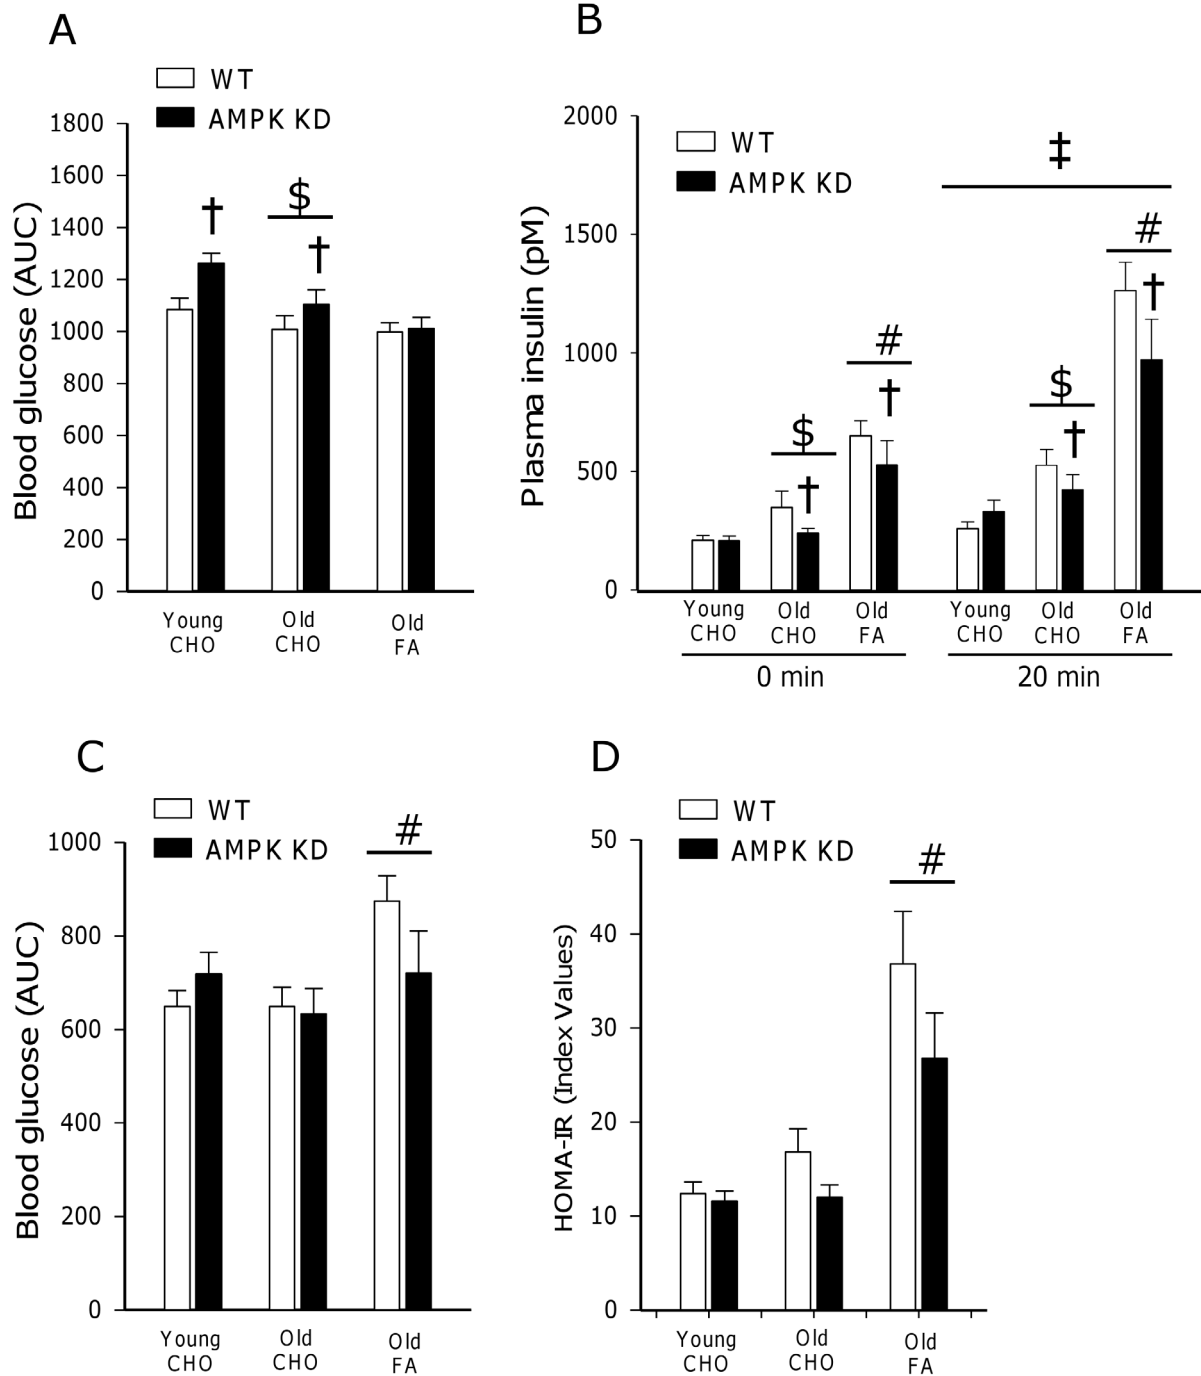 A
WT
AMPK KD
Blood glucose (AUC)
1800
1600
1400
1200
1000
800
600
400
200
0
†
$
†
Young
CHO
Old
CHO
Old
FA
B
WT
AMPK KD
Plasma insulin (pM)
2000
1500
1000
500
0
‡
#
†
$
†
#
†
$
†
Young
CHO
Old
CHO
Old
FA
Young
CHO
Old
CHO
Old
FA
0 min
20 min
C
WT
AMPK KD
Blood glucose (AUC)
1000
800
600
400
200
0
#
Young
CHO
Old
CHO
Old
FA
D
WT
AMPK KD
HOMA-IR (Index Values)
50
40
30
20
10
0
#
Young
CHO
Old
CHO
Old
FA